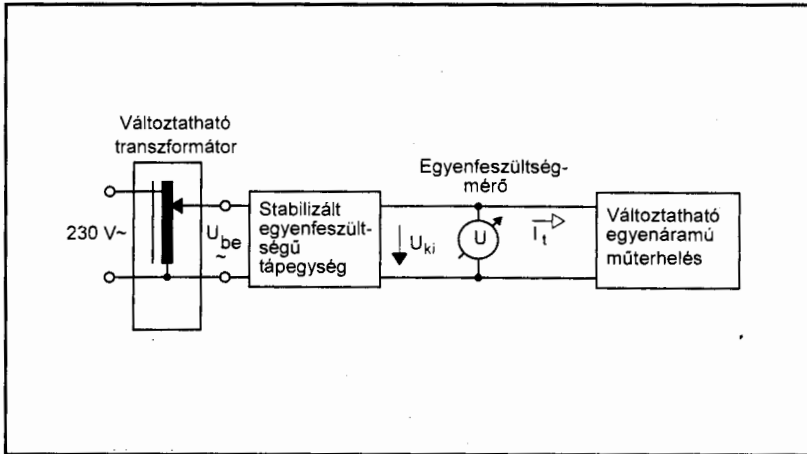 Változtatható
transzformátor
230 V~
U be
~
Stabilizált
egyenfeszült-
ségű
tápegység
U ki
Egyenfeszültség-
mérő
U
I t
Változtatható
egyenáramú
műterhelés